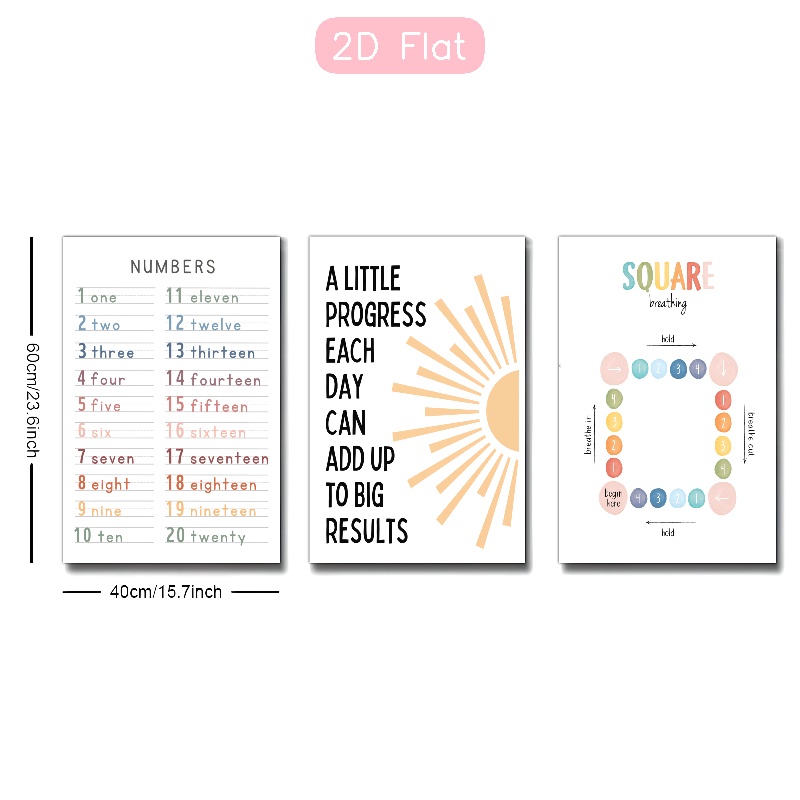 2D Flat
60cm/23.6inch
40cm/15.7inch
NUMBERS
1 one
2 two
3 three
4 four
5 five
6 six
7 seven
8 eight
9 nine
10 ten
11 eleven
12 twelve
13 thirteen
14 fourteen
15 fifteen
16 sixteen
17 seventeen
18 eighteen
19 nineteen
20 twenty
A LITTLE
PROGRESS
EACH
DAY
CAN
ADD UP
TO BIG
RESULTS
SQUARE
breathing
hold
1 2 3 4
breathe in
4
3
2
1
1
2
3
4
breathe out
begin
here
4 3 2 1
hold